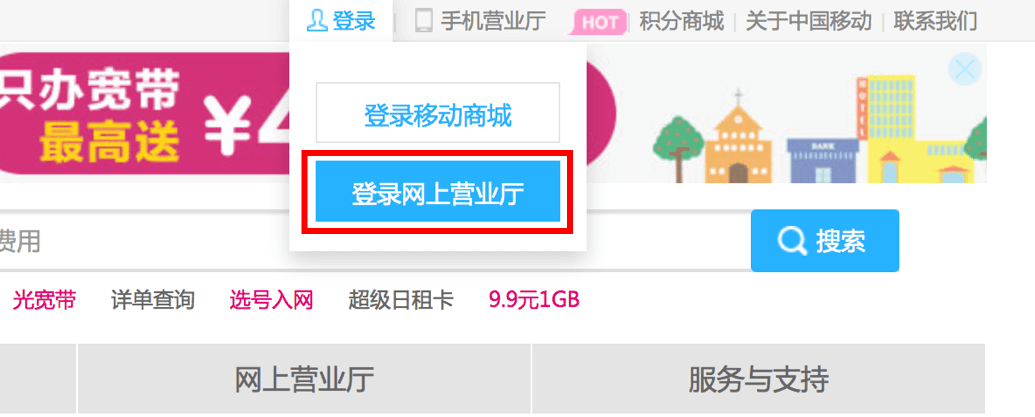 登录 手机营业厅 HOT 积分商城 关于中国移动 联系我们
登录移动商城
登录网上营业厅
只办宽带
最高送
¥4
HOTEL
BANK
费用
搜索
光宽带 详单查询 选号入网 超级日租卡 9.9元1GB
网上营业厅 服务与支持